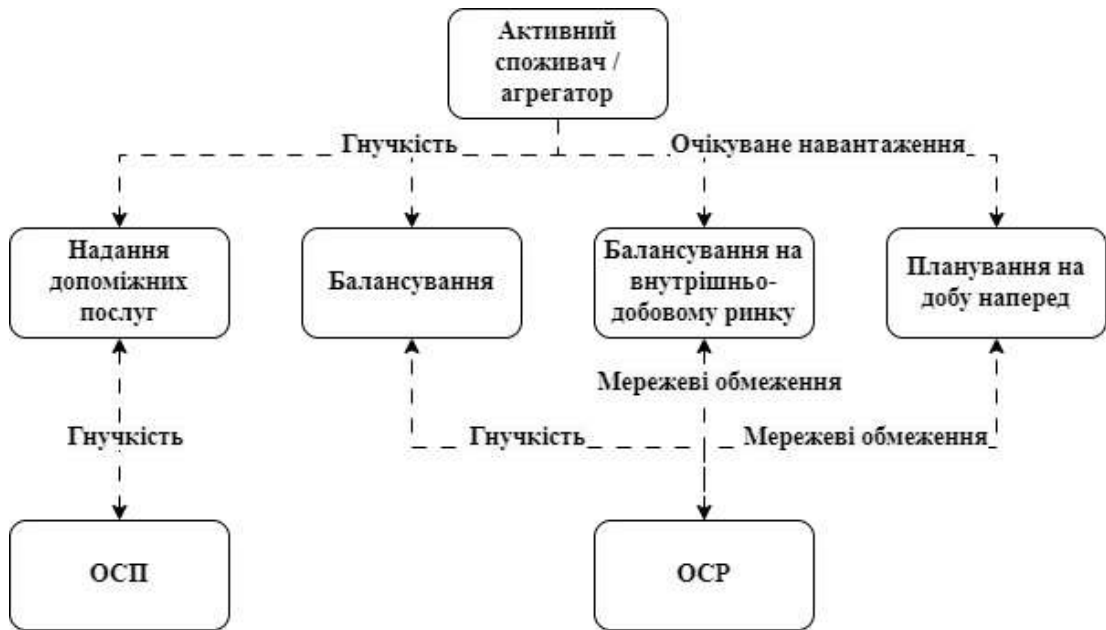 Активний
споживач /
агрегатор
Гнучкість
Очікуване навантаження
Надання
допоміжних
послуг
Балансування
Балансування на
внутрішньо-
добовому ринку
Планування на
добу наперед
Мережеві обмеження
Гнучкість
Гнучкість
Мережеві обмеження
ОСП
ОСР